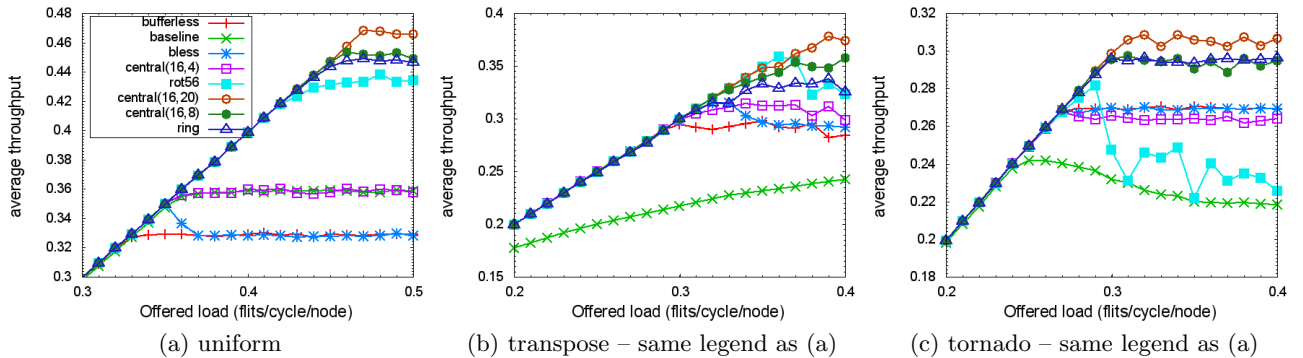 bufferless
baseline
bless
central(16,4)
rot56
central(16,20)
central(16,8)
ring
0.48
0.46
0.44
0.42
0.4
0.38
0.36
0.34
0.32
0.3
0.3
0.4
0.5
average throughput
Offered load (flits/cycle/node)
(a) uniform
0.4
0.35
0.3
0.25
0.2
0.15
0.2
0.3
0.4
average throughput
Offered load (flits/cycle/node)
(b) transpose – same legend as (a)
0.32
0.3
0.28
0.26
0.24
0.22
0.2
0.18
0.2
0.3
0.4
average throughput
Offered load (flits/cycle/node)
(c) tornado – same legend as (a)